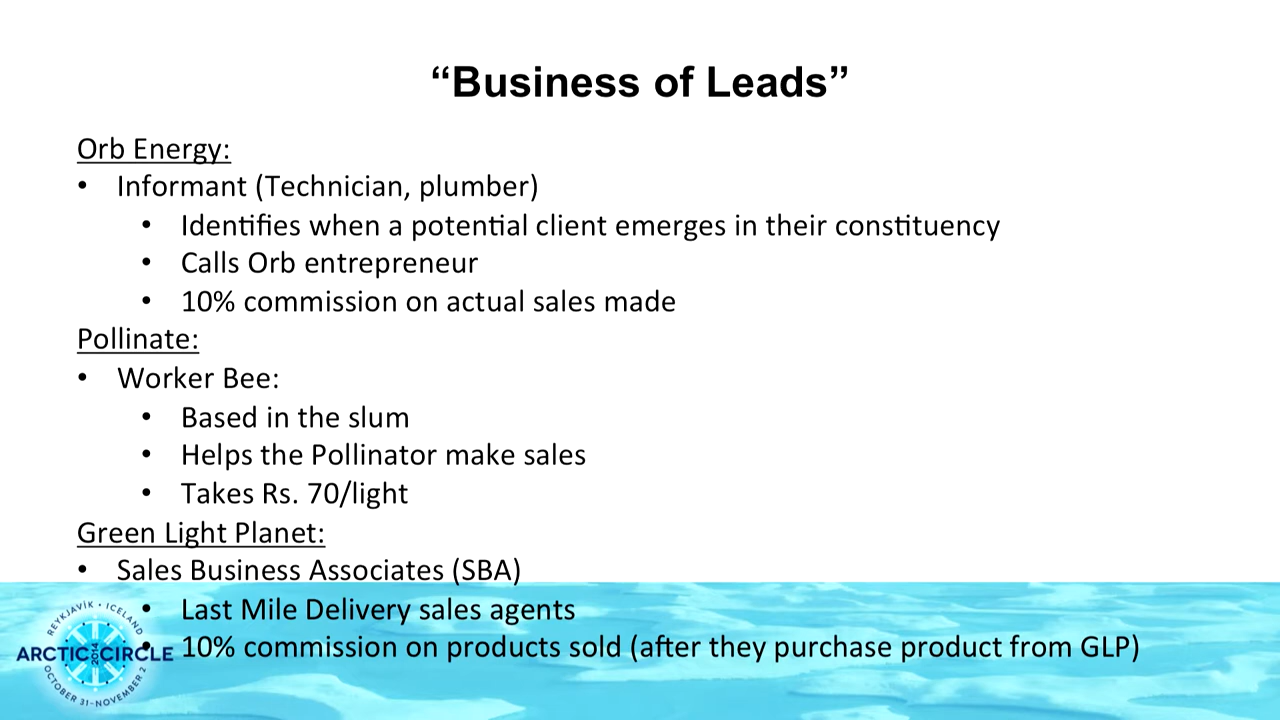 “Business of Leads”
Orb Energy:
• Informant (Technician, plumber)
• Identifies when a potential client emerges in their constituency
• Calls Orb entrepreneur
• 10% commission on actual sales made
Pollinate:
• Worker Bee:
• Based in the slum
• Helps the Pollinator make sales
• Takes Rs. 70/light
Green Light Planet:
• Sales Business Associates (SBA)
• Last Mile Delivery sales agents
• 10% commission on products sold (after they purchase product from GLP)
REYKJAVÍK • ICELAND
ARCTIC CIRCLE
2014
OCTOBER 31–NOVEMBER 2